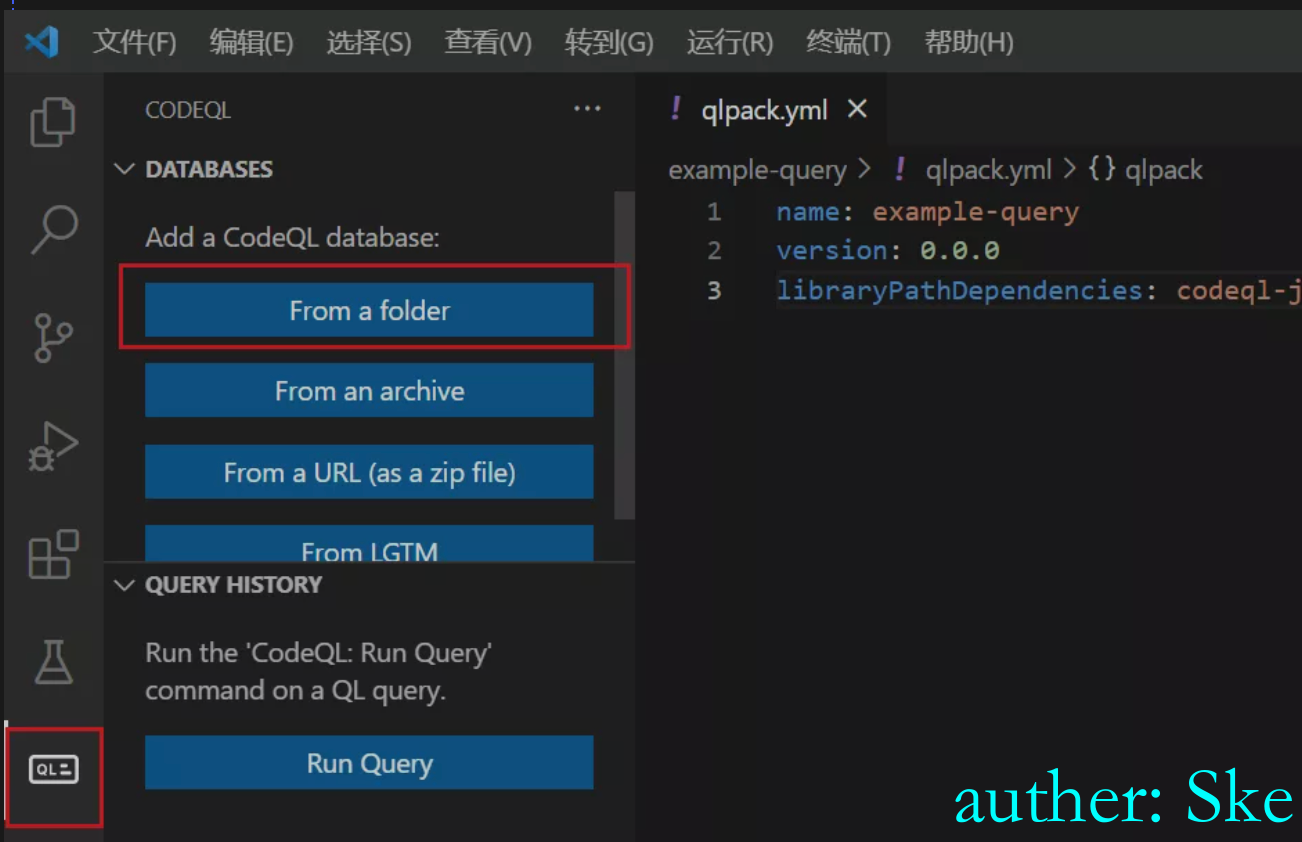 文件(F) 编辑(E) 选择(S) 查看(V) 转到(G) 运行(R) 终端(T) 帮助(H)
CODEQL
DATABASES
Add a CodeQL database:
From a folder
From an archive
From a URL (as a zip file)
From LGTM
QUERY HISTORY
Run the 'CodeQL: Run Query'
command on a QL query.
Run Query
QL
! qlpack.yml
example-query > ! qlpack.yml > {} qlpack
1 name: example-query
2 version: 0.0.0
3 libraryPathDependencies: codeql-j
auther: Ske